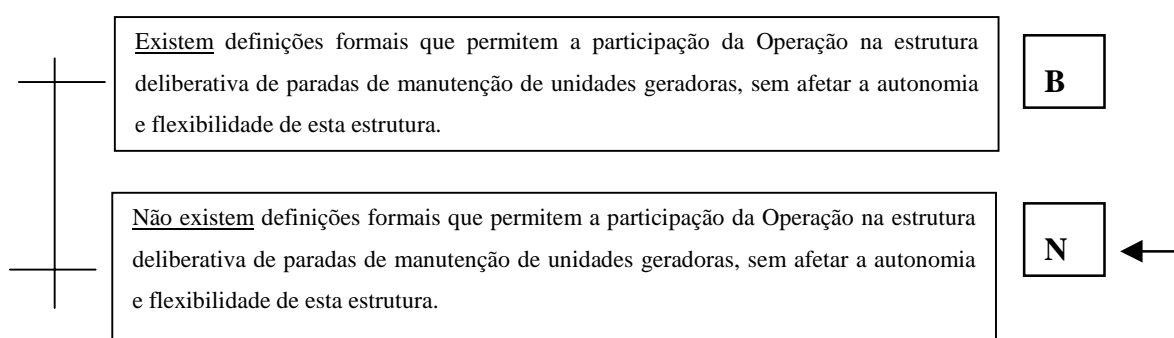 Existem definições formais que permitem a participação da Operação na estrutura
deliberativa de paradas de manutenção de unidades geradoras, sem afetar a autonomia
e flexibilidade de esta estrutura.
B
Não existem definições formais que permitem a participação da Operação na estrutura
deliberativa de paradas de manutenção de unidades geradoras, sem afetar a autonomia
e flexibilidade de esta estrutura.
N